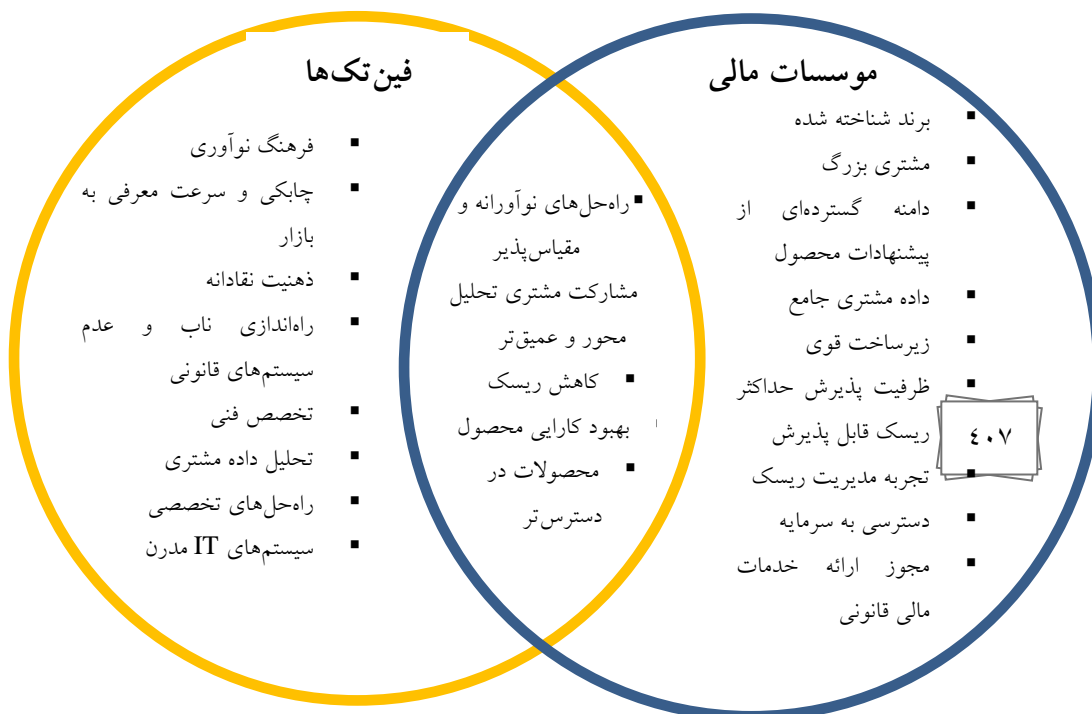 موسسات مالی
برند شناخته شده
مشتری بزرگ
دامنه گسترده‌ای از
پیشنهادات محصول
داده مشتری جامع
زیرساخت قوی
ظرفیت پذیرش حداکثر
ریسک قابل پذیرش
تجربه مدیریت ریسک
دسترسی به سرمایه
مجوز ارائه خدمات
مالی قانونی
٤٠٧
راه‌حل‌های نوآورانه و
مقیاس‌پذیر
مشارکت مشتری تحلیل
محور و عمیق‌تر
کاهش ریسک
بهبود کارایی محصول
محصولات در
دسترس‌تر
فین‌تک‌ها
فرهنگ نوآوری
چابکی و سرعت معرفی به
بازار
ذهنیت نقادانه
راه‌اندازی ناب و عدم
سیستم‌های قانونی
تخصص فنی
تحلیل داده مشتری
راه‌حل‌های تخصصی
سیستم‌های IT مدرن